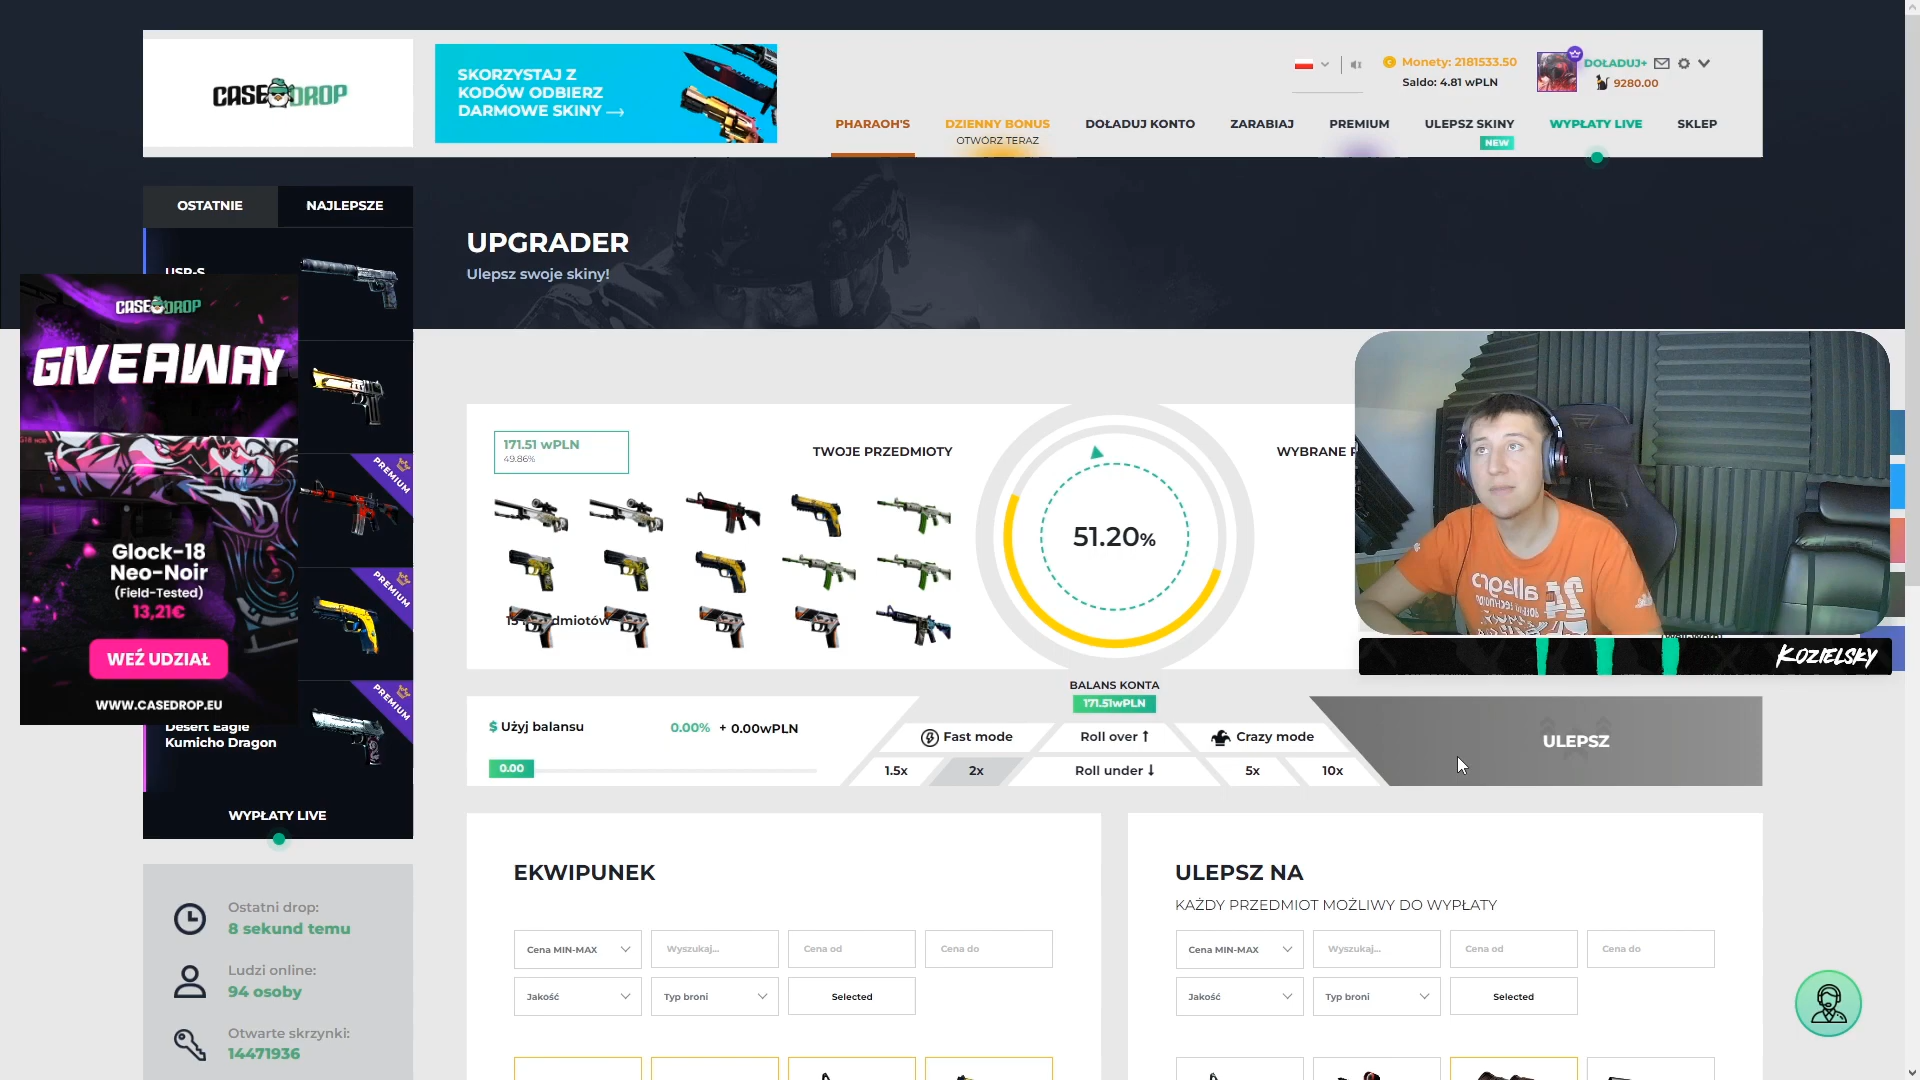 CASEDROP
SKORZYSTAJ Z
KODÓW ODBIERZ
DARMOWE SKINY
Monety: 2181533.50
Saldo: 4.81 wPLN
DOŁADUJ+
9280.00
PHARAOH'S
DZIENNY BONUS
OTWÓRZ TERAZ
DOŁADUJ KONTO
ZARABIAJ
PREMIUM
ULEPSZ SKINY
NEW
WYPŁATY LIVE
SKLEP
OSTATNIE
NAJLEPSZE
USP-S
UPGRADER
Ulepsz swoje skiny!
CASEDROP
GIVEAWAY
Glock-18
Neo-Noir
(Field-Tested)
13,21€
WEŹ UDZIAŁ
WWW.CASEDROP.EU
PREMIUM
PREMIUM
PREMIUM
Desert Eagle
Kumicho Dragon
WYPŁATY LIVE
171.51 wPLN
49.86%
TWOJE PRZEDMIOTY
51.20%
WYBRANE
allegro
KOZIELSKY
BALANS KONTA
171.51wPLN
$ Użyj balansu
0.00% + 0.00wPLN
0.00
Fast mode
Roll over
Crazy mode
1.5x
2x
Roll under
5x
10x
ULEPSZ
Ostatni drop:
8 sekund temu
Ludzi online:
94 osoby
Otwarte skrzynki:
14471936
EKWIPUNEK
Cena MIN-MAX
Wyszukaj...
Cena od
Cena do
Jakość
Typ broni
Selected
ULEPSZ NA
KAŻDY PRZEDMIOT MOŻLIWY DO WYPŁATY
Cena MIN-MAX
Wyszukaj...
Cena od
Cena do
Jakość
Typ broni
Selected